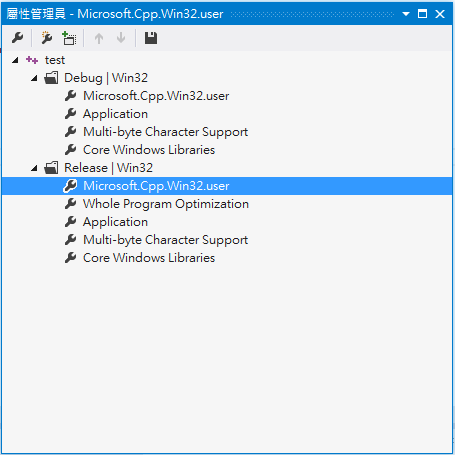 屬性管理員 - Microsoft.Cpp.Win32.user
test
Debug | Win32
Microsoft.Cpp.Win32.user
Application
Multi-byte Character Support
Core Windows Libraries
Release | Win32
Microsoft.Cpp.Win32.user
Whole Program Optimization
Application
Multi-byte Character Support
Core Windows Libraries